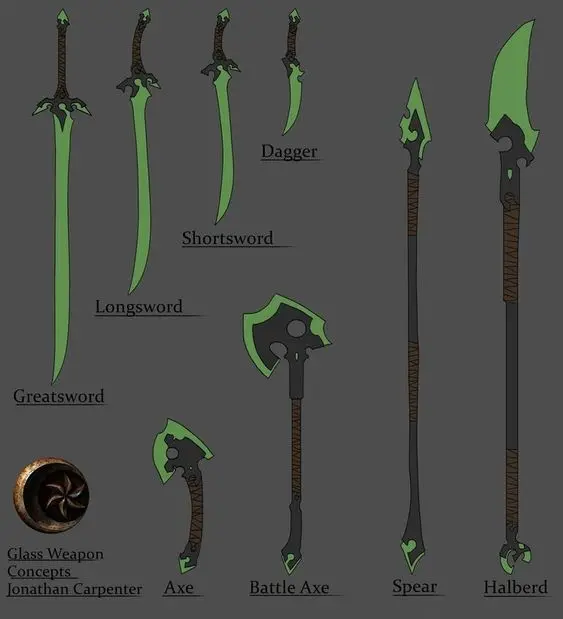 Dagger
Shortsword
Longsword
Greatsword
Glass Weapon
Concepts
Jonathan Carpenter
Axe
Battle Axe
Spear
Halberd